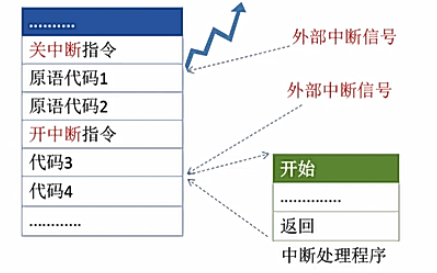 ...........
关中断指令
原语代码1
原语代码2
开中断指令
代码3
代码4
............
外部中断信号
外部中断信号
开始
..............
返回
中断处理程序